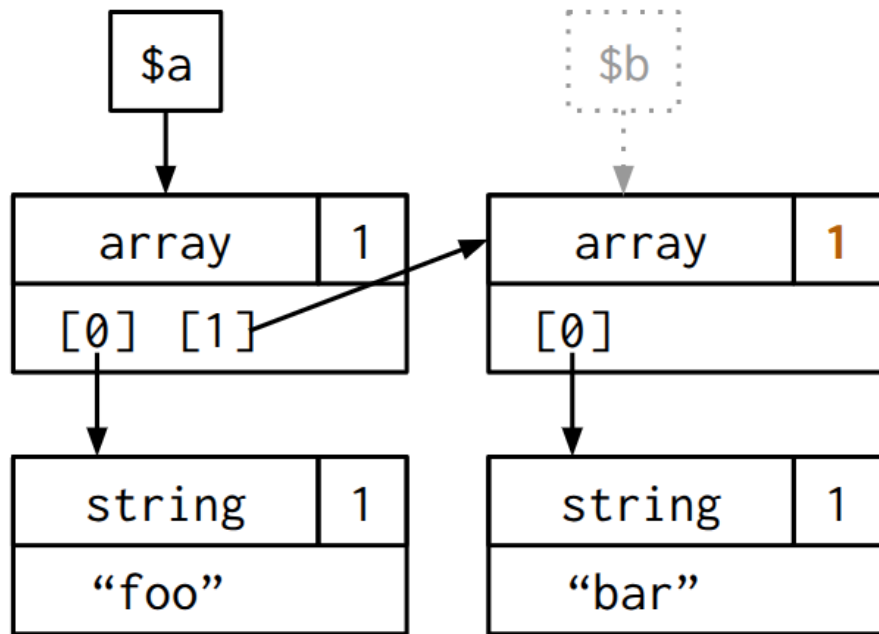 $a
$b
array 1
array 1
[0] [1]
[0]
string 1
string 1
“foo”
“bar”